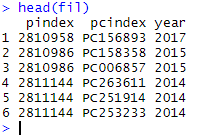 > head(fil)
   pindex  pcindex year
1 2810958 PC156893 2017
2 2810986 PC158358 2015
3 2810986 PC006857 2015
4 2811144 PC263611 2014
5 2811144 PC251914 2014
6 2811144 PC253233 2014
>